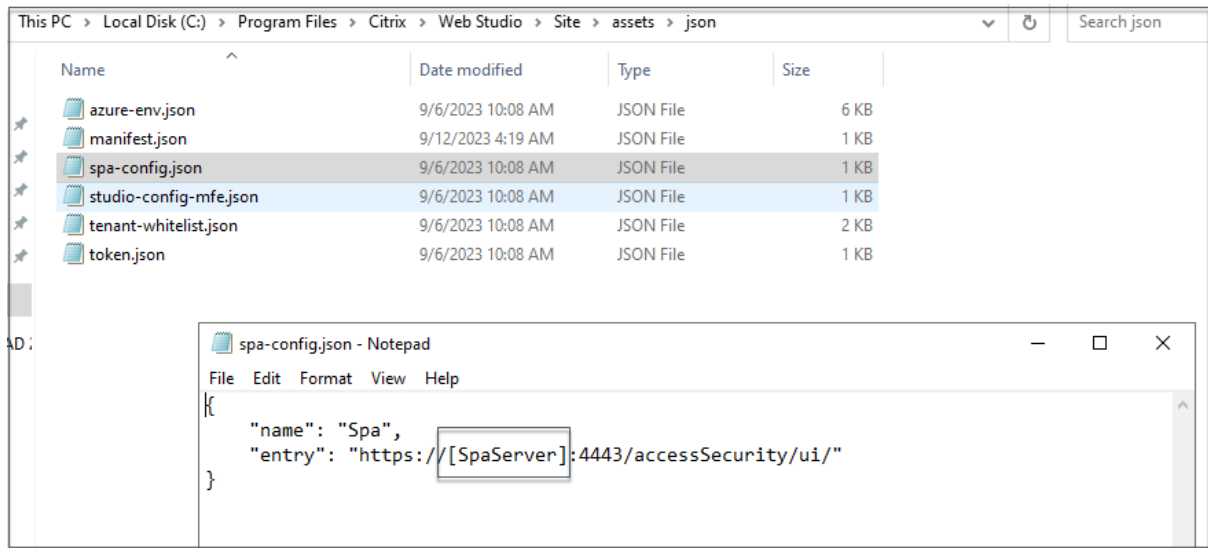 This PC > Local Disk (C:) > Program Files > Citrix > Web Studio > Site > assets > json
Search json
Name Date modified Type Size
azure-env.json 9/6/2023 10:08 AM JSON File 6 KB
manifest.json 9/12/2023 4:19 AM JSON File 1 KB
spa-config.json 9/6/2023 10:08 AM JSON File 1 KB
studio-config-mfe.json 9/6/2023 10:08 AM JSON File 1 KB
tenant-whitelist.json 9/6/2023 10:08 AM JSON File 2 KB
token.json 9/6/2023 10:08 AM JSON File 1 KB
spa-config.json - Notepad
File Edit Format View Help
{
"name": "Spa",
"entry": "https://[SpaServer]:4443/accessSecurity/ui/"
}